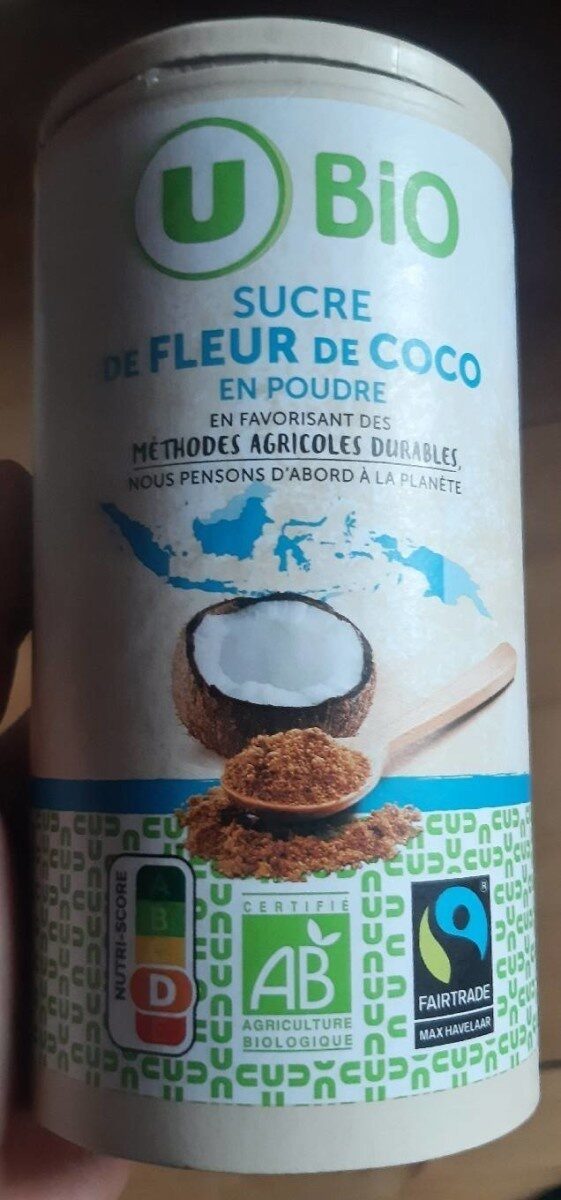 U BiO
SUCRE
DE FLEUR DE COCO
EN POUDRE
EN FAVORISANT DES
MÉTHODES AGRICOLES DURABLES,
NOUS PENSONS D'ABORD À LA PLANÈTE
NUTRI-SCORE
A
B
D
E
CERTIFIÉ
AB
AGRICULTURE
BIOLOGIQUE
®
FAIRTRADE
MAX HAVELAAR